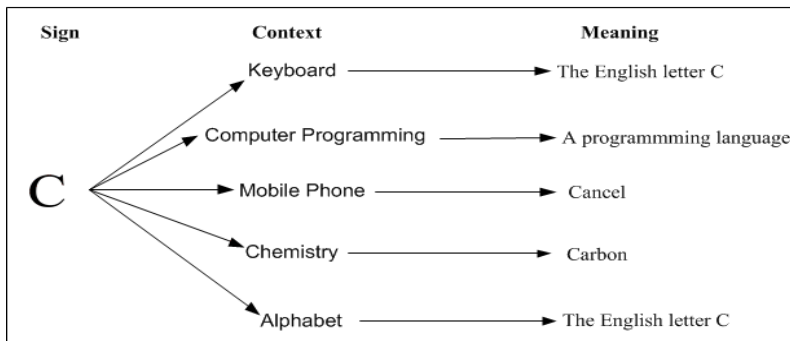 Sign Context Meaning
Keyboard The English letter C
Computer Programming A programmming language
C Mobile Phone Cancel
Chemistry Carbon
Alphabet The English letter C